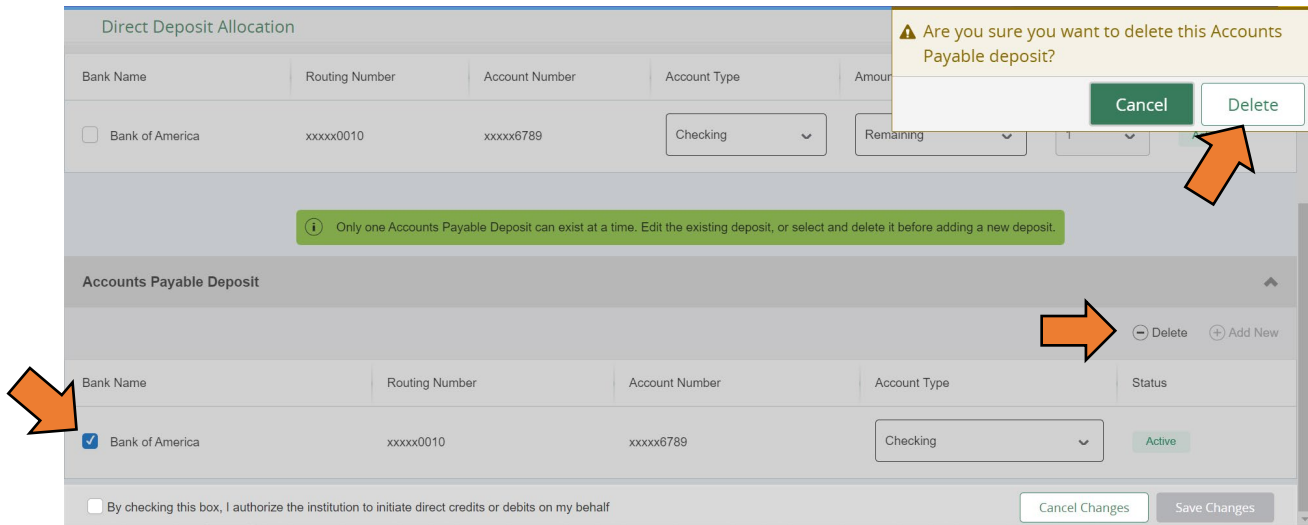 Direct Deposit Allocation
Are you sure you want to delete this Accounts
Payable deposit?
Cancel Delete
Bank Name Routing Number Account Number Account Type
Bank of America xxxxx0010 xxxxx6789 Checking Remaining 1
Only one Accounts Payable Deposit can exist at a time. Edit the existing deposit, or select and delete it before adding a new deposit.
Accounts Payable Deposit
Delete Add New
Bank Name Routing Number Account Number Account Type Status
Bank of America xxxxx0010 xxxxx6789 Checking Active
By checking this box, I authorize the institution to initiate direct credits or debits on my behalf Cancel Changes Save Changes